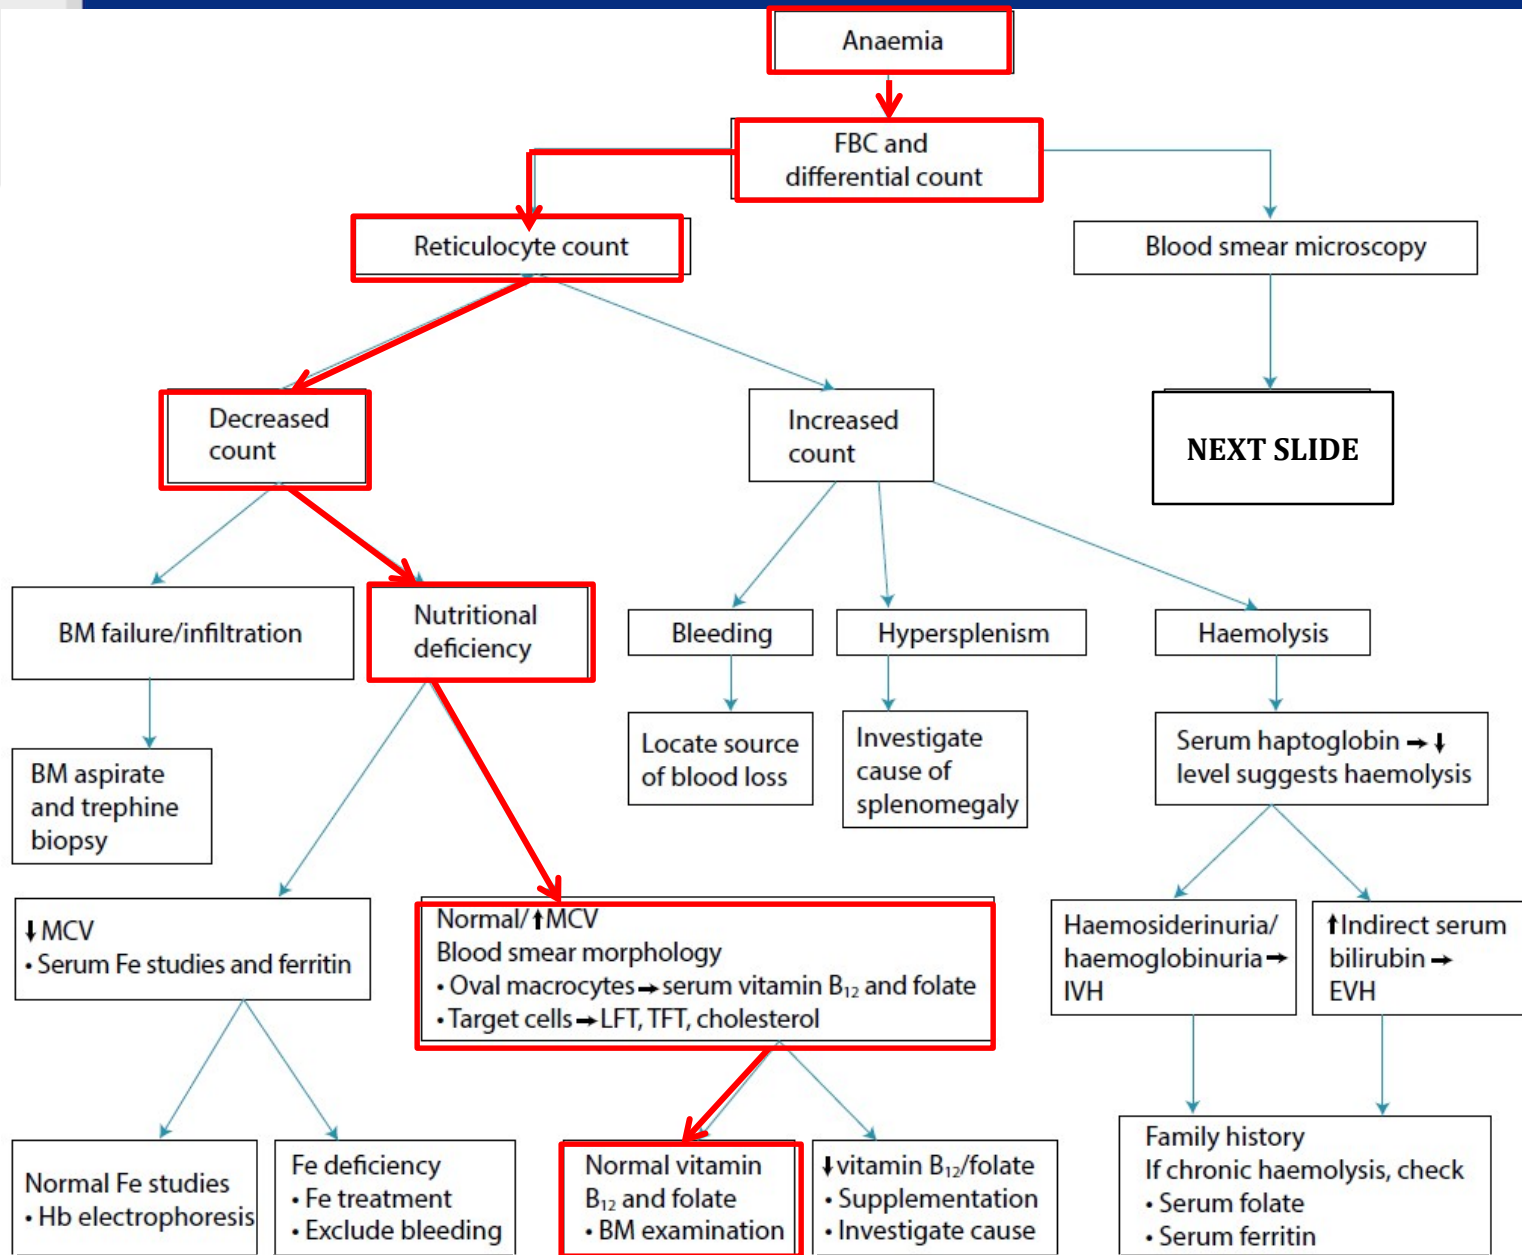 Anaemia
FBC and
differential count
Reticulocyte count
Blood smear microscopy
Decreased
count
Increased
count
NEXT SLIDE
BM failure/infiltration
Nutritional
deficiency
Bleeding
Hypersplenism
Haemolysis
BM aspirate
and trephine
biopsy
Locate source
of blood loss
Investigate
cause of
splenomegaly
Serum haptoglobin → ↓
level suggests haemolysis
↓ MCV
• Serum Fe studies and ferritin
Normal/ ↑ MCV
Blood smear morphology
• Oval macrocytes → serum vitamin B₁₂ and folate
• Target cells → LFT, TFT, cholesterol
Haemosiderinuria/
haemoglobinuria →
IVH
↑ Indirect serum
bilirubin →
EVH
Normal Fe studies
• Hb electrophoresis
Fe deficiency
• Fe treatment
• Exclude bleeding
Normal vitamin
B₁₂ and folate
• BM examination
↓ vitamin B₁₂/folate
• Supplementation
• Investigate cause
Family history
If chronic haemolysis, check
• Serum folate
• Serum ferritin